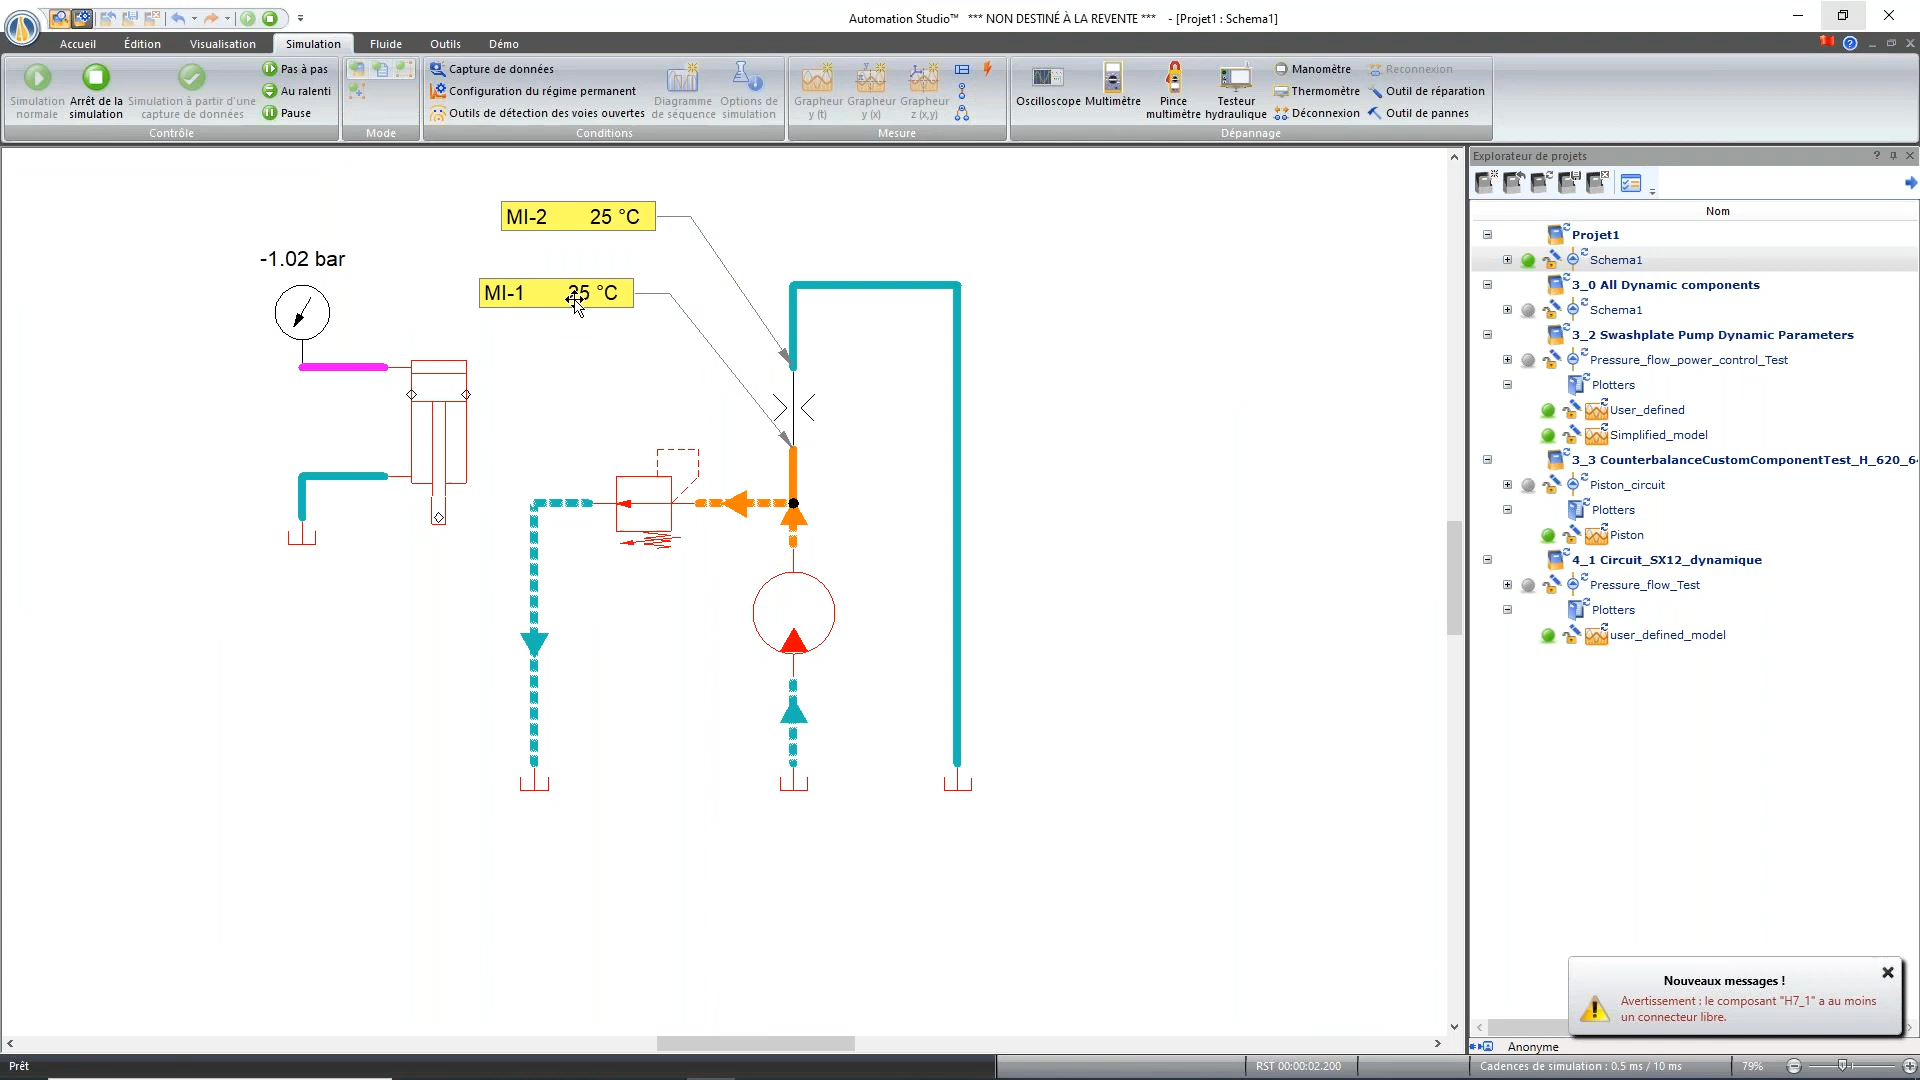 Automation Studio™ *** NON DESTINÉ À LA REVENTE *** - [Projet1 : Schema1]
Accueil Édition Visualisation Simulation Fluide Outils Démo
Simulation normale
Arrêt de la simulation
Simulation à partir d'une capture de données
Pas à pas
Au ralenti
Pause
Contrôle
Mode
Capture de données
Configuration du régime permanent
Outils de détection des voies ouvertes
Diagramme de séquence
Options de simulation
Conditions
Grapheur y (t)
Grapheur y (x)
Grapheur z (x,y)
Mesure
Oscilloscope
Multimètre
Pince multimètre
Testeur hydraulique
Manomètre
Thermomètre
Déconnexion
Reconnexion
Outil de réparation
Outil de pannes
Dépannage
MI-2 25 °C
-1.02 bar
MI-1 25 °C
Explorateur de projets
Nom
Projet1
Schema1
3_0 All Dynamic components
Schema1
3_2 Swashplate Pump Dynamic Parameters
Pressure_flow_power_control_Test
Plotters
User_defined
Simplified_model
3_3 CounterbalanceCustomComponentTest_H_620_6
Piston_circuit
Plotters
Piston
4_1 Circuit_SX12_dynamique
Pressure_flow_Test
Plotters
user_defined_model
Nouveaux messages !
Avertissement : le composant "H7_1" a au moins
un connecteur libre.
Anonyme
Prêt
RST 00:00:02.200
Cadences de simulation : 0.5 ms / 10 ms
79%